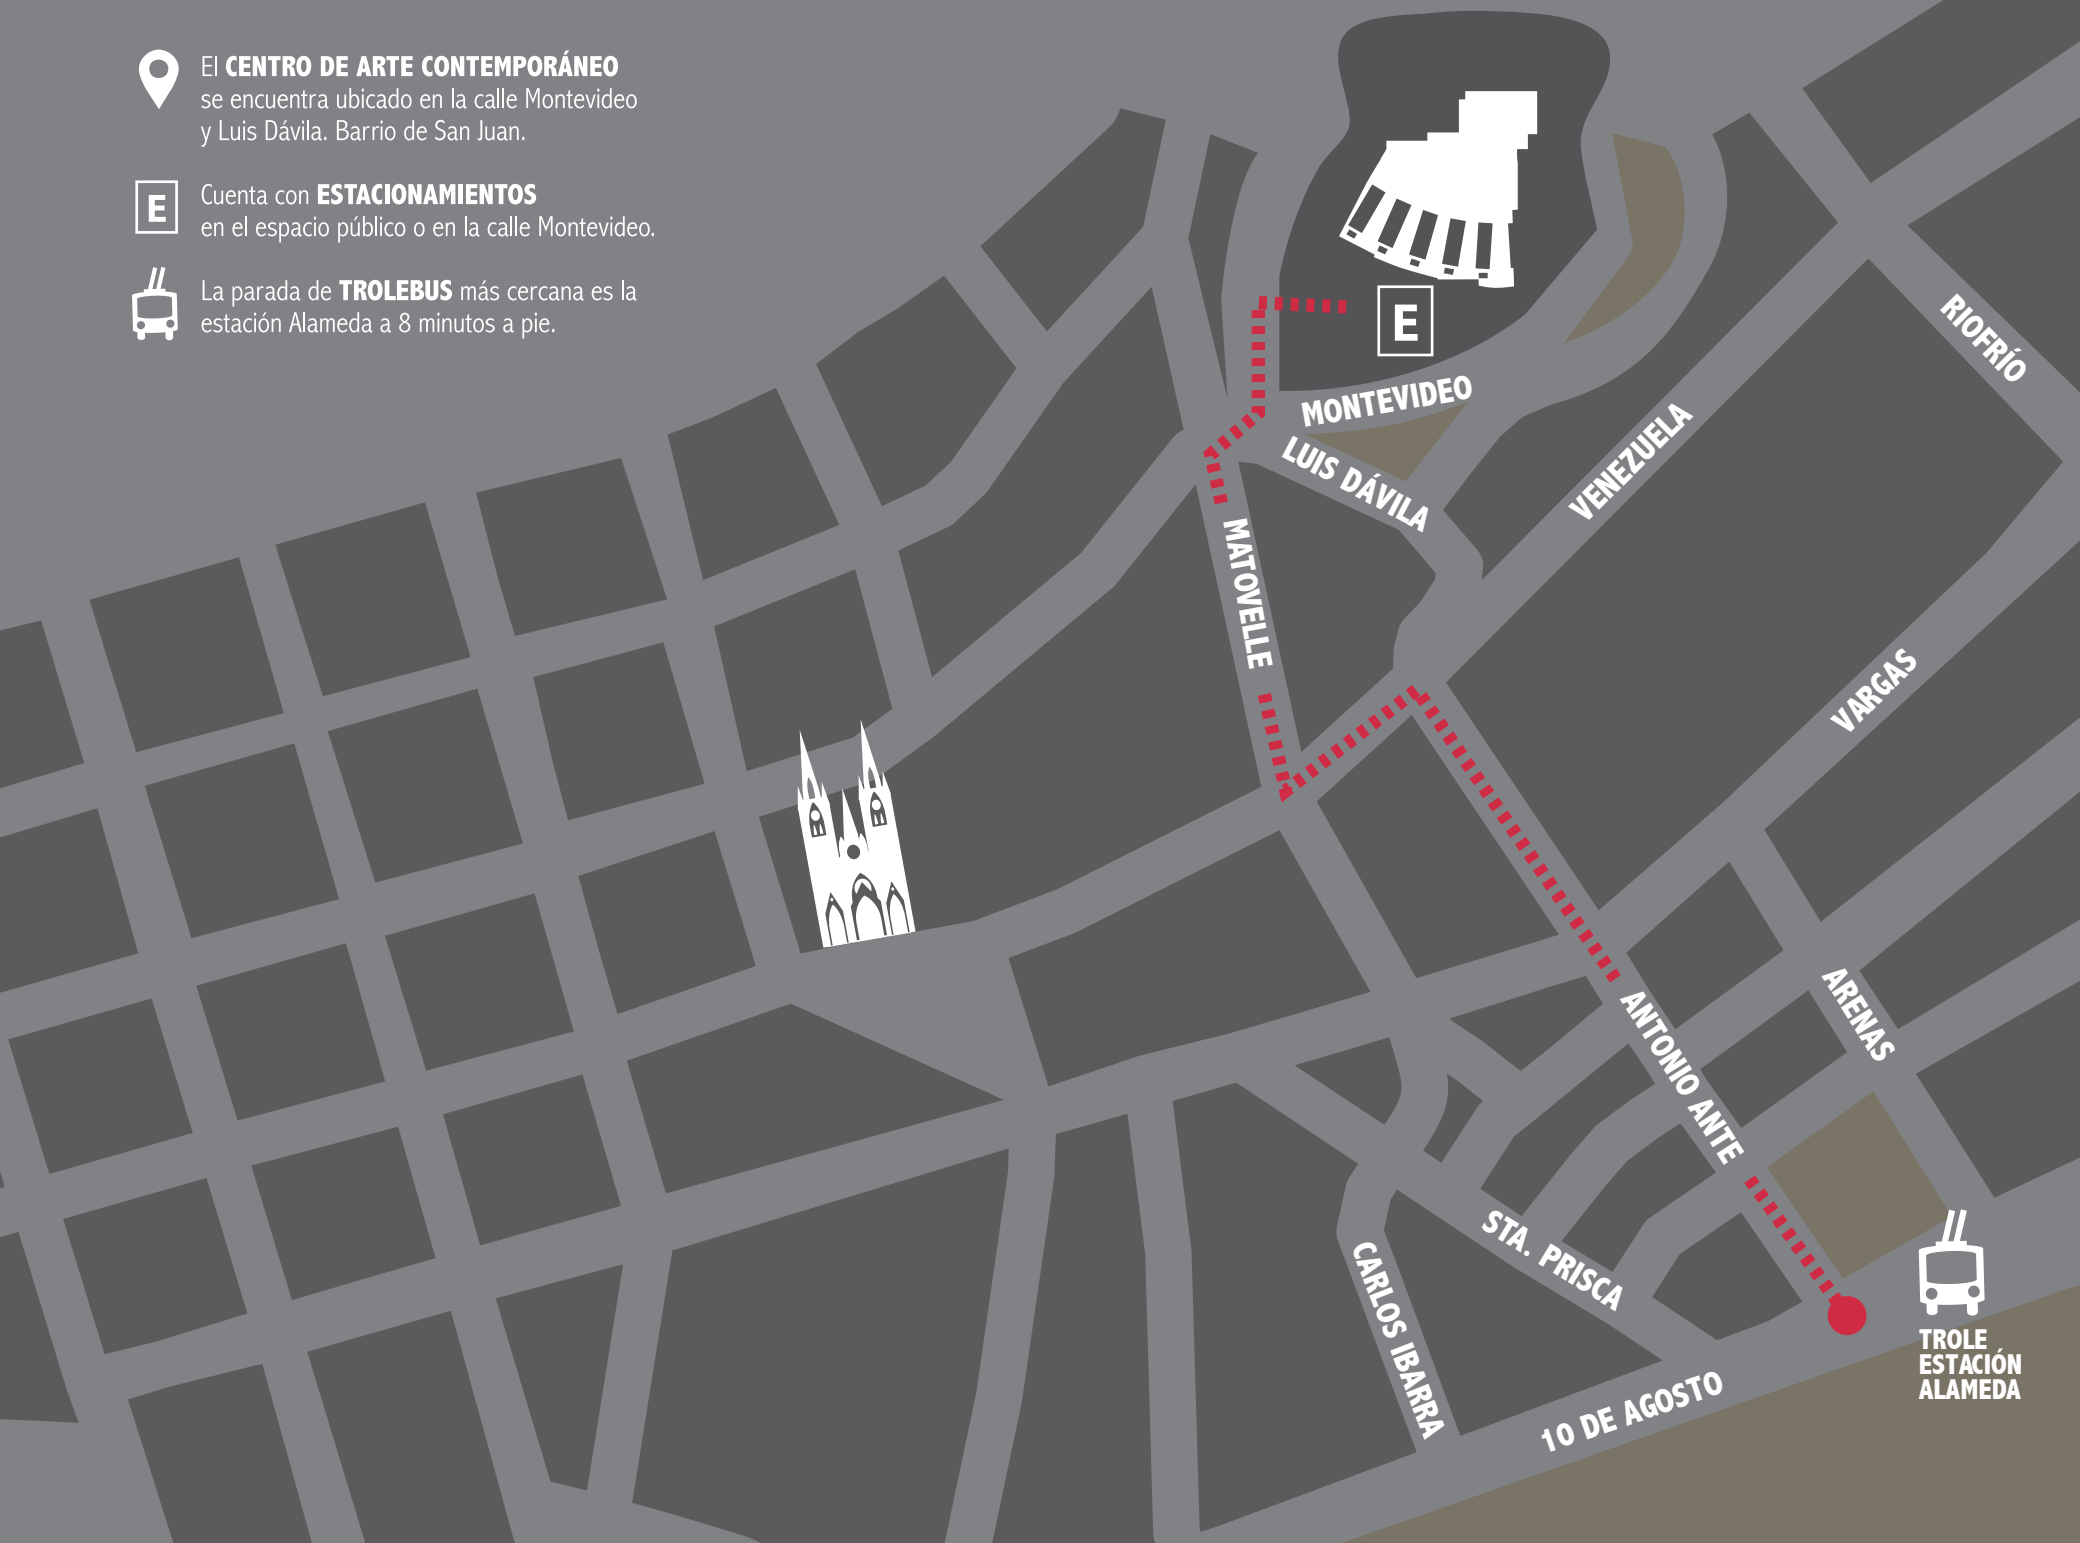 El CENTRO DE ARTE CONTEMPORÁNEO
se encuentra ubicado en la calle Montevideo
y Luis Dávila. Barrio de San Juan.
E
Cuenta con ESTACIONAMIENTOS
en el espacio público o en la calle Montevideo.
La parada de TROLEBUS más cercana es la
estación Alameda a 8 minutos a pie.
E
RIOFRÍO
MONTEVIDEO
LUIS DÁVILA
VENEZUELA
MATOVELLE
VARGAS
ARENAS
ANTONIO ANTE
STA. PRISCA
CARLOS IBARRA
10 DE AGOSTO
TROLE
ESTACIÓN
ALAMEDA